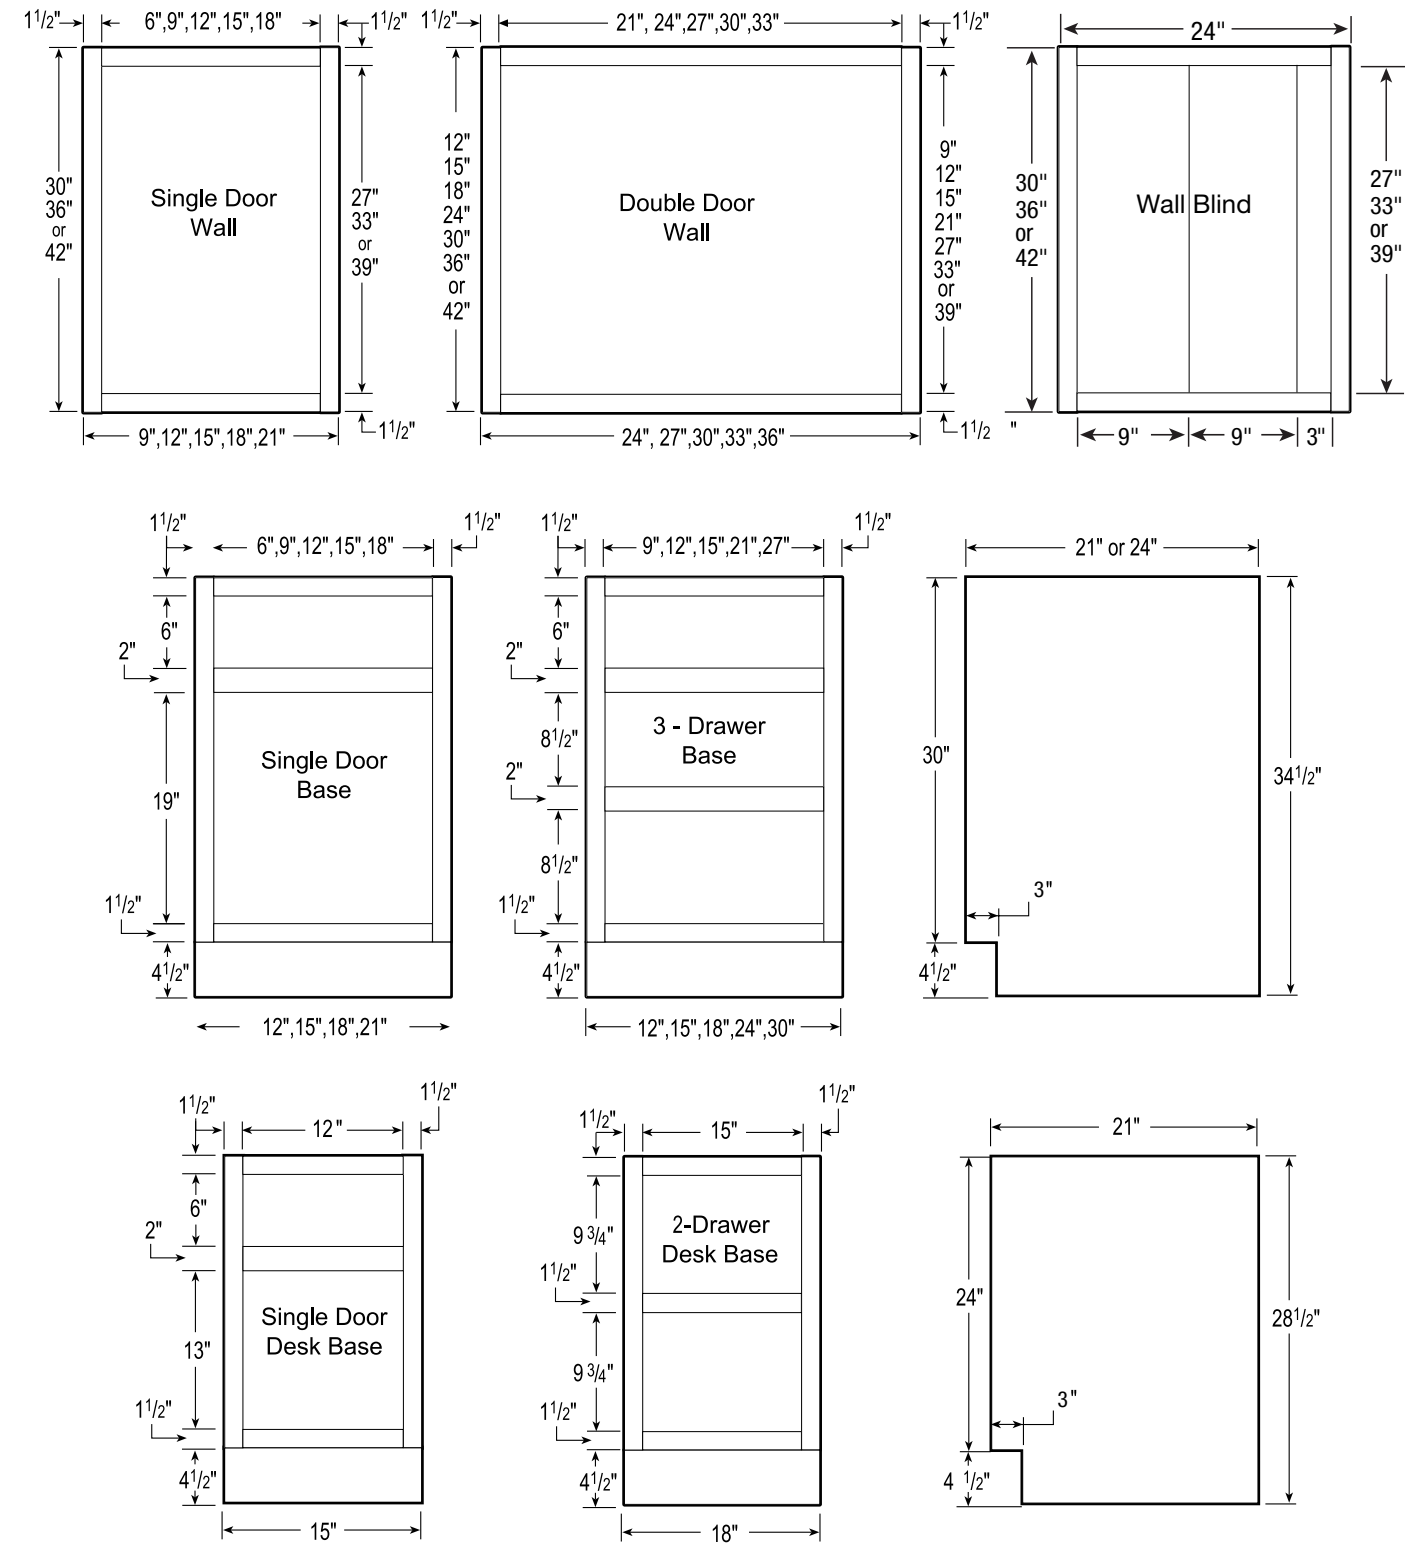 1 1/2" 6",9",12",15",18" 1 1/2"
30"
36"
or
42"
Single Door
Wall
27"
33"
or
39"
9",12",15",18",21" 1 1/2"
1 1/2" 21", 24",27",30",33" 1 1/2"
12"
15"
18"
24"
30"
36"
or
42"
Double Door
Wall
9"
12"
15"
21"
27"
33"
or
39"
24", 27",30",33",36" 1 1/2 "
24"
30"
36"
or
42"
Wall Blind
27"
33"
or
39"
9" 9" 3"
1 1/2" 6",9",12",15",18" 1 1/2"
6"
2"
Single Door
Base
19"
1 1/2"
4 1/2"
12",15",18",21"
1 1/2" 9",12",15",21",27" 1 1/2"
6"
2"
3 - Drawer
Base
8 1/2"
2"
8 1/2"
1 1/2"
4 1/2"
12",15",18",24",30"
21" or 24"
30"
34 1/2"
3"
4 1/2"
1 1/2" 12" 1 1/2"
6"
2"
Single Door
Desk Base
13"
1 1/2"
4 1/2"
15"
1 1/2" 15" 1 1/2"
2-Drawer
Desk Base
9 3/4"
1 1/2"
9 3/4"
1 1/2"
4 1/2"
18"
21"
24"
28 1/2"
3"
4 1/2"